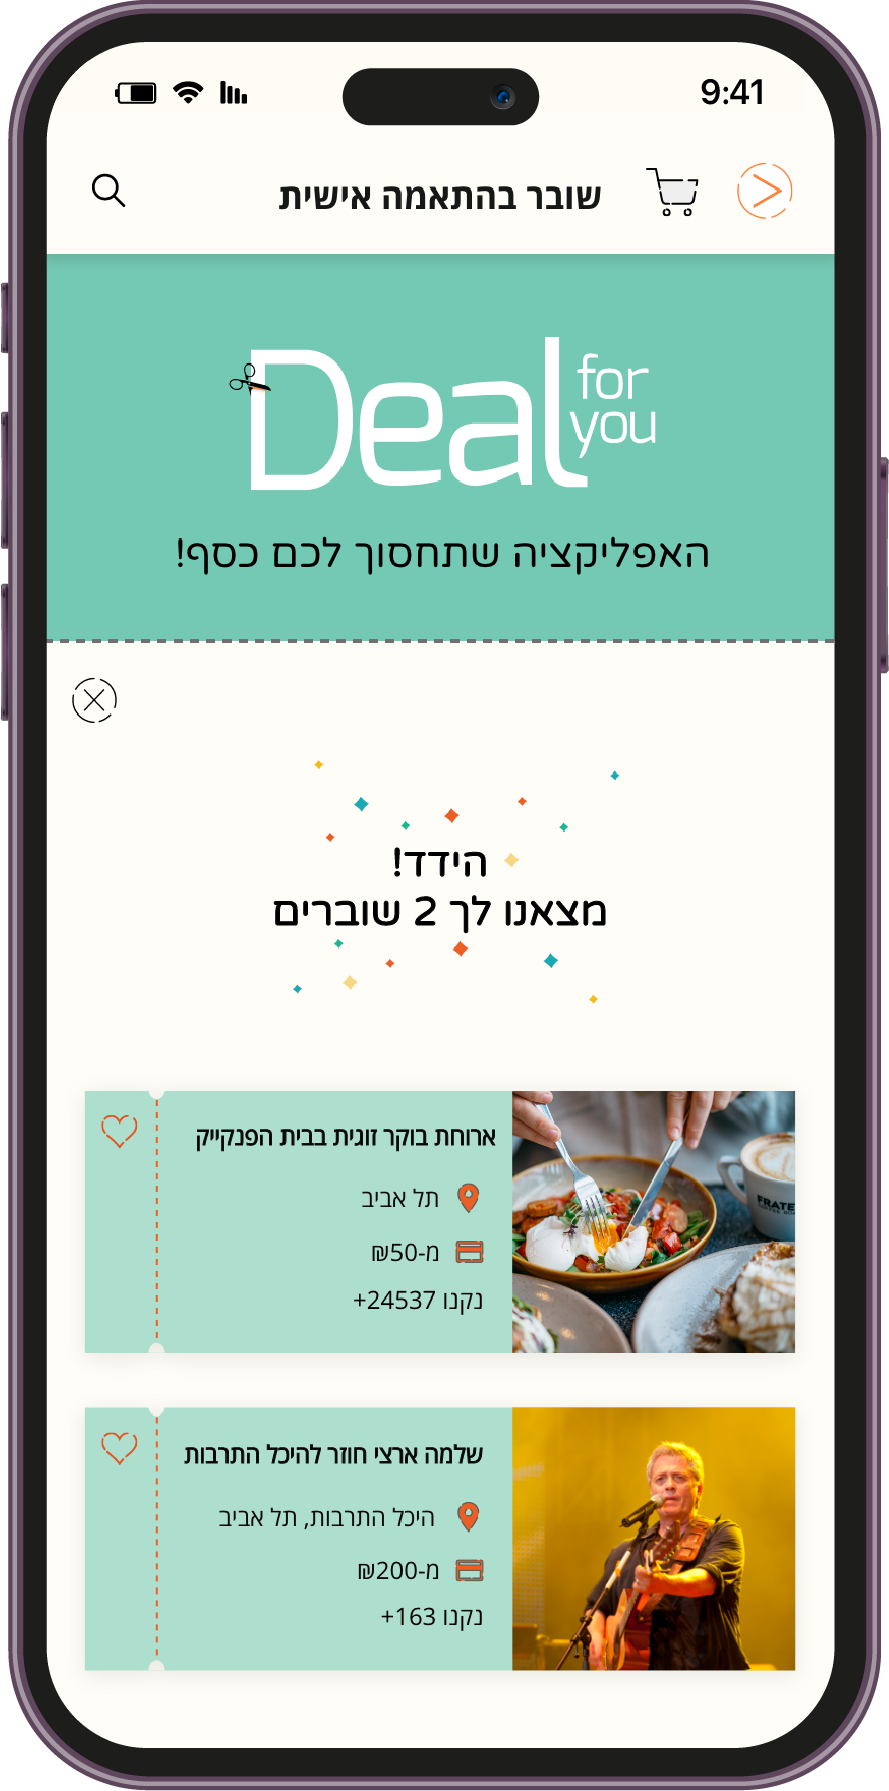 9:41
שובר בהתאמה אישית
Deal for you
האפליקציה שתחסוך לכם כסף!
הידד!
מצאנו לך 2 שוברים
ארוחת בוקר זוגית בבית הפנקייק
תל אביב
מ-50₪
נקנו 24537+
FRATE
שלמה ארצי חוזר להיכל התרבות
היכל התרבות, תל אביב
מ-200₪
נקנו 163+